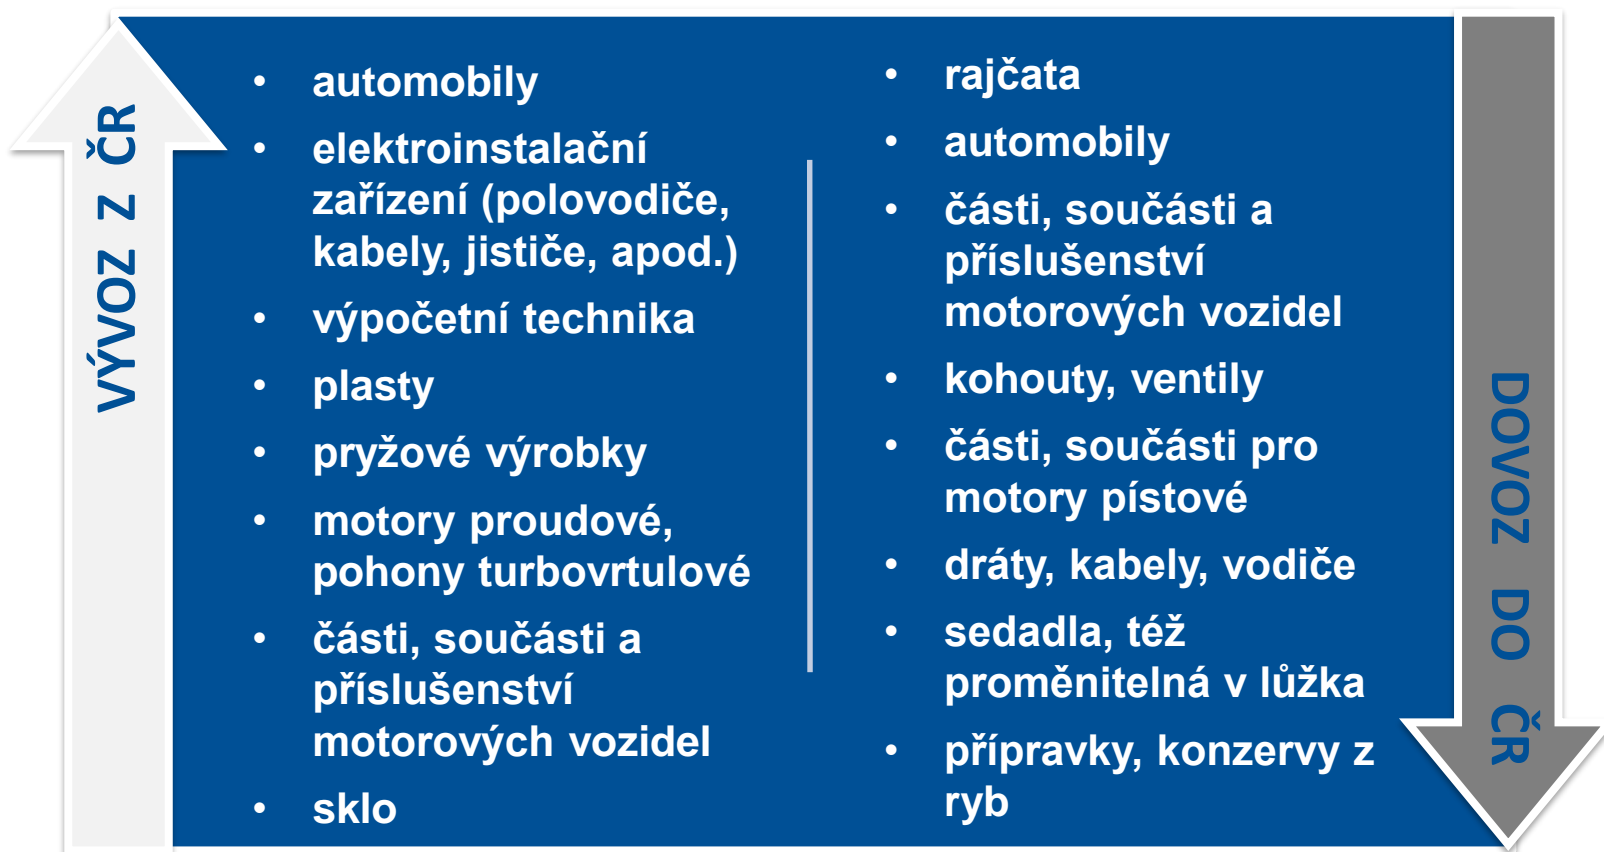 VÝVOZ Z ČR
• automobily
• elektroinstalační
zařízení (polovodiče,
kabely, jističe, apod.)
• výpočetní technika
• plasty
• pryžové výrobky
• motory proudové,
pohony turbovrtulové
• části, součásti a
příslušenství
motorových vozidel
• sklo
• rajčata
• automobily
• části, součásti a
příslušenství
motorových vozidel
• kohouty, ventily
• části, součásti pro
motory pístové
• dráty, kabely, vodiče
• sedadla, též
proměnitelná v lůžka
• přípravky, konzervy z
ryb
DOVOZ DO ČR